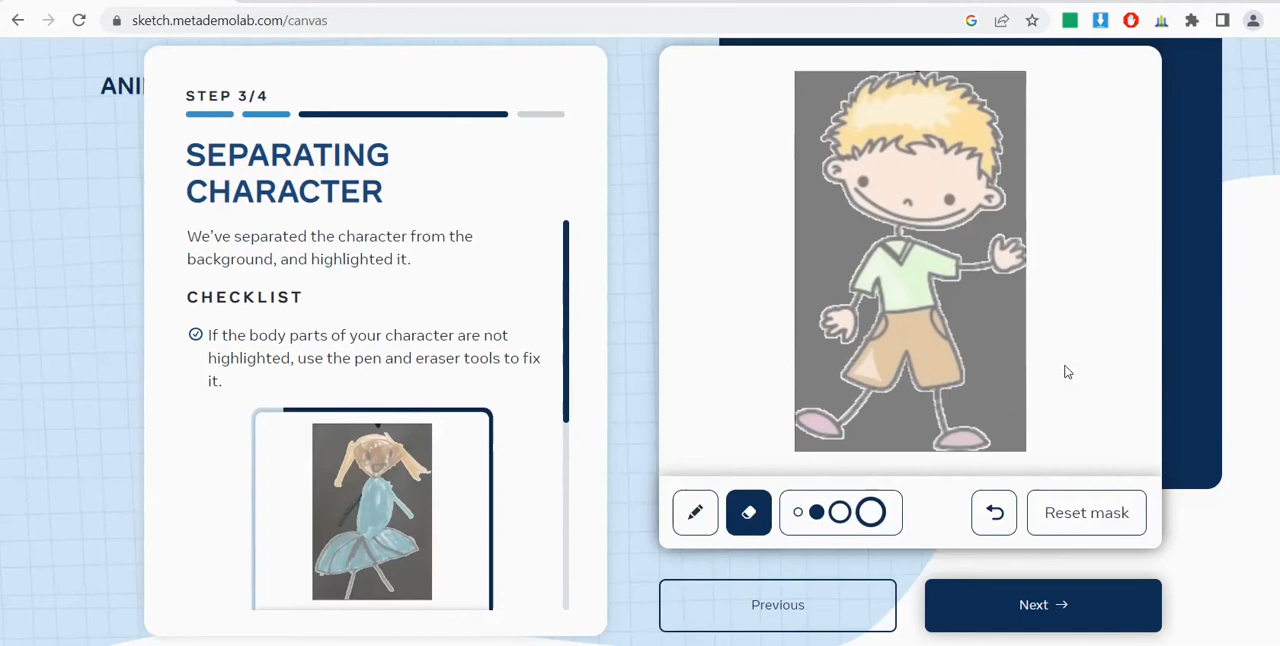 sketch.metademolab.com/canvas
ANI
STEP 3/4
SEPARATING
CHARACTER
We've separated the character from the
background, and highlighted it.
CHECKLIST
If the body parts of your character are not
highlighted, use the pen and eraser tools to fix
it.
Reset mask
Previous
Next →